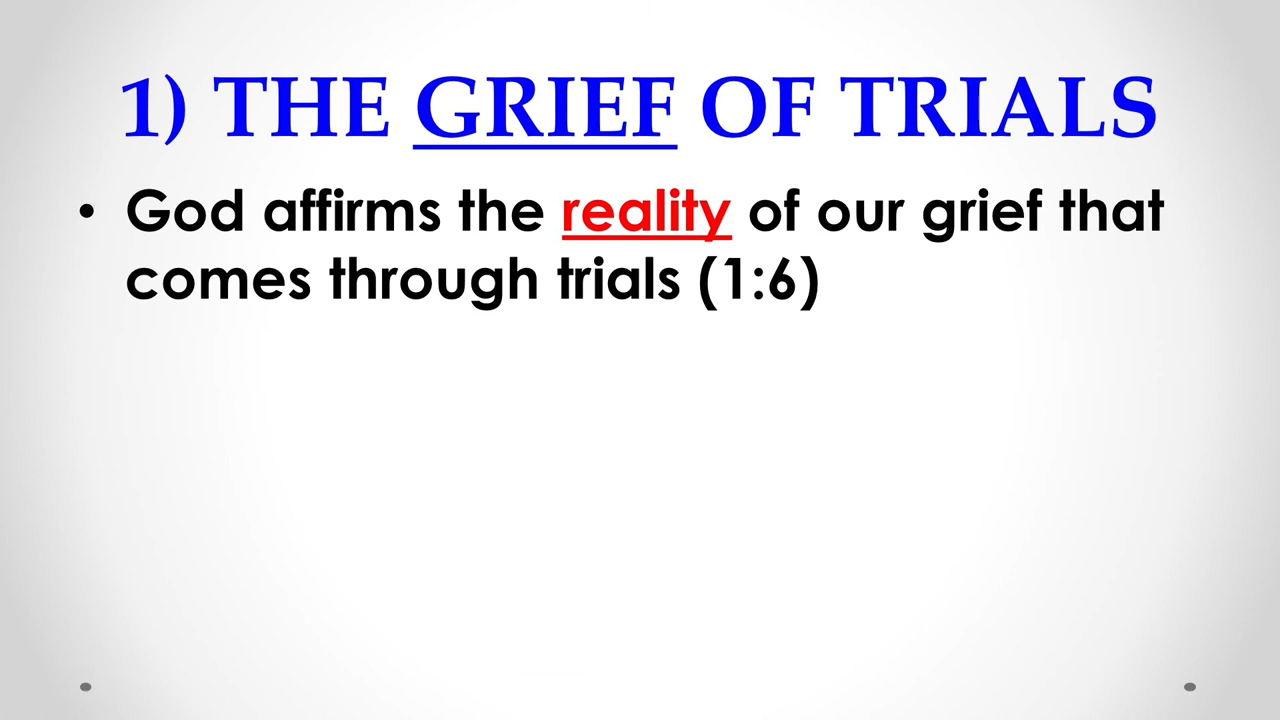 1) THE GRIEF OF TRIALS
• God affirms the reality of our grief that
comes through trials (1:6)